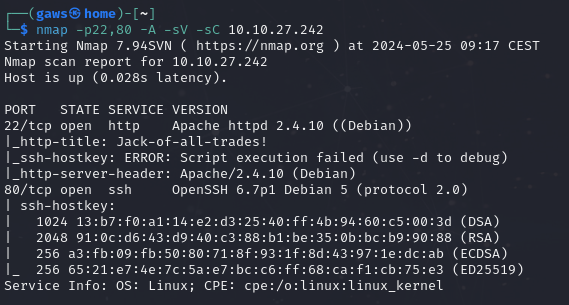 ┌──(gaws㉿home)-[~]
└─$ nmap -p22,80 -A -sV -sC 10.10.27.242
Starting Nmap 7.94SVN ( https://nmap.org ) at 2024-05-25 09:17 CEST
Nmap scan report for 10.10.27.242
Host is up (0.028s latency).

PORT   STATE SERVICE VERSION
22/tcp open  http    Apache httpd 2.4.10 ((Debian))
|_http-title: Jack-of-all-trades!
|_ssh-hostkey: ERROR: Script execution failed (use -d to debug)
|_http-server-header: Apache/2.4.10 (Debian)
80/tcp open  ssh     OpenSSH 6.7p1 Debian 5 (protocol 2.0)
| ssh-hostkey:
|   1024 13:b7:f0:a1:14:e2:d3:25:40:ff:4b:94:60:c5:00:3d (DSA)
|   2048 91:0c:d6:43:d9:40:c3:88:b1:be:35:0b:bc:b9:90:88 (RSA)
|   256 a3:fb:09:fb:50:80:71:8f:93:1f:8d:43:97:1e:dc:ab (ECDSA)
|_  256 65:21:e7:4e:7c:5a:e7:bc:c6:ff:68:ca:f1:cb:75:e3 (ED25519)
Service Info: OS: Linux; CPE: cpe:/o:linux:linux_kernel